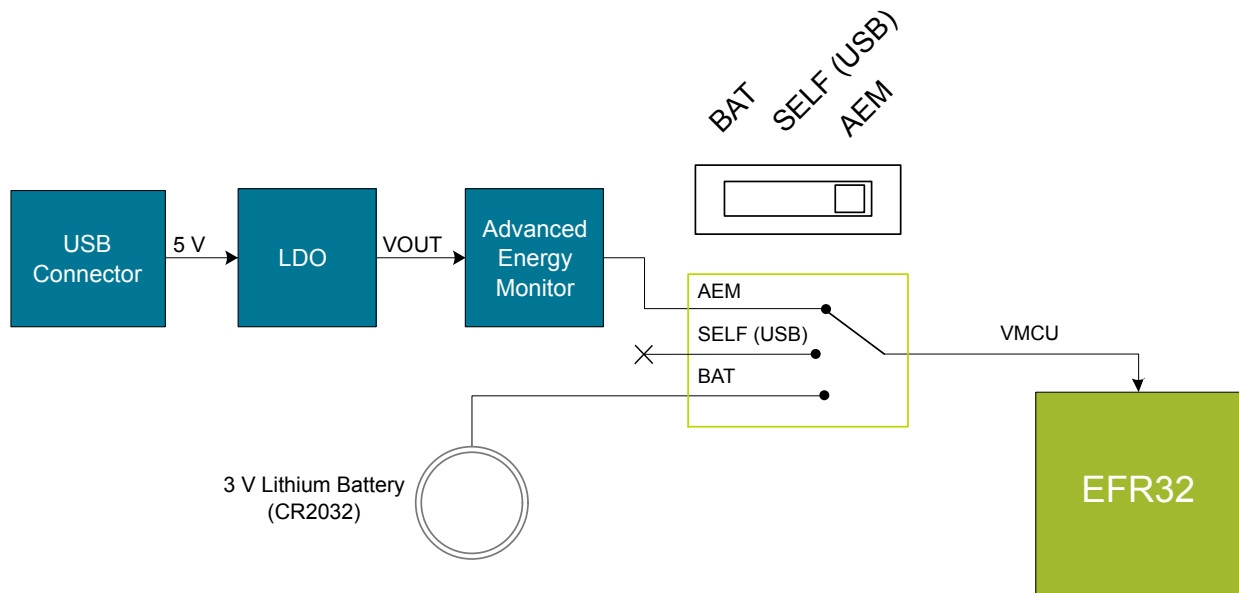 BAT
SELF (USB)
AEM
USB
Connector
5 V
LDO
VOUT
Advanced
Energy
Monitor
AEM
SELF (USB)
BAT
VMCU
3 V Lithium Battery
(CR2032)
EFR32